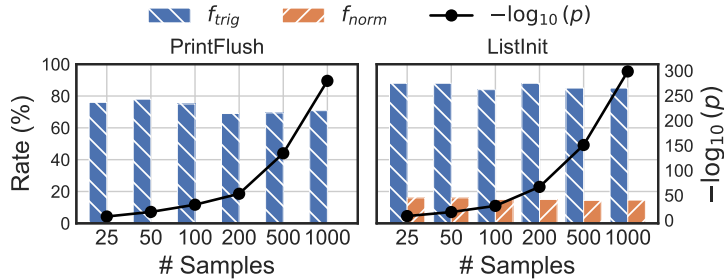 f_trig f_norm −log₁₀(p)
PrintFlush ListInit
Rate (%)
100
80
60
40
20
0
25 50 100 200 500 1000
# Samples
25 50 100 200 500 1000
# Samples
300
250
200
150
100
50
0
−log₁₀(p)